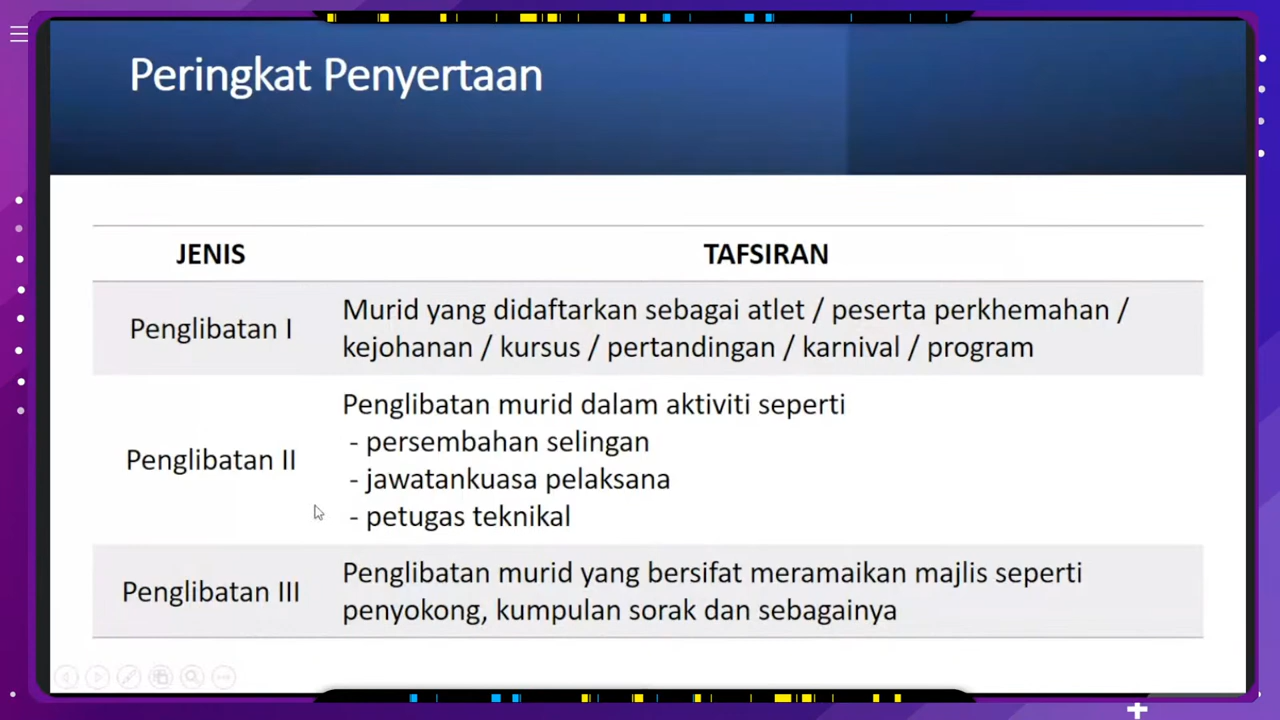 Peringkat Penyertaan
JENIS
TAFSIRAN
Penglibatan I
Murid yang didaftarkan sebagai atlet / peserta perkhemahan /
kejohanan / kursus / pertandingan / karnival / program
Penglibatan II
Penglibatan murid dalam aktiviti seperti
- persembahan selingan
- jawatankuasa pelaksana
- petugas teknikal
Penglibatan III
Penglibatan murid yang bersifat meramaikan majlis seperti
penyokong, kumpulan sorak dan sebagainya